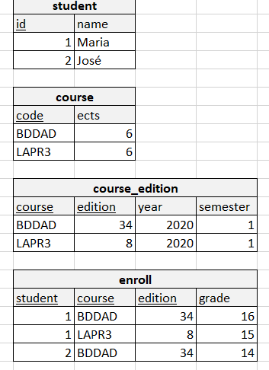 student
id name
1 Maria
2 José
course
code ects
BDDAD 6
LAPR3 6
course_edition
course edition year semester
BDDAD 34 2020 1
LAPR3 8 2020 1
enroll
student course edition grade
1 BDDAD 34 16
1 LAPR3 8 15
2 BDDAD 34 14